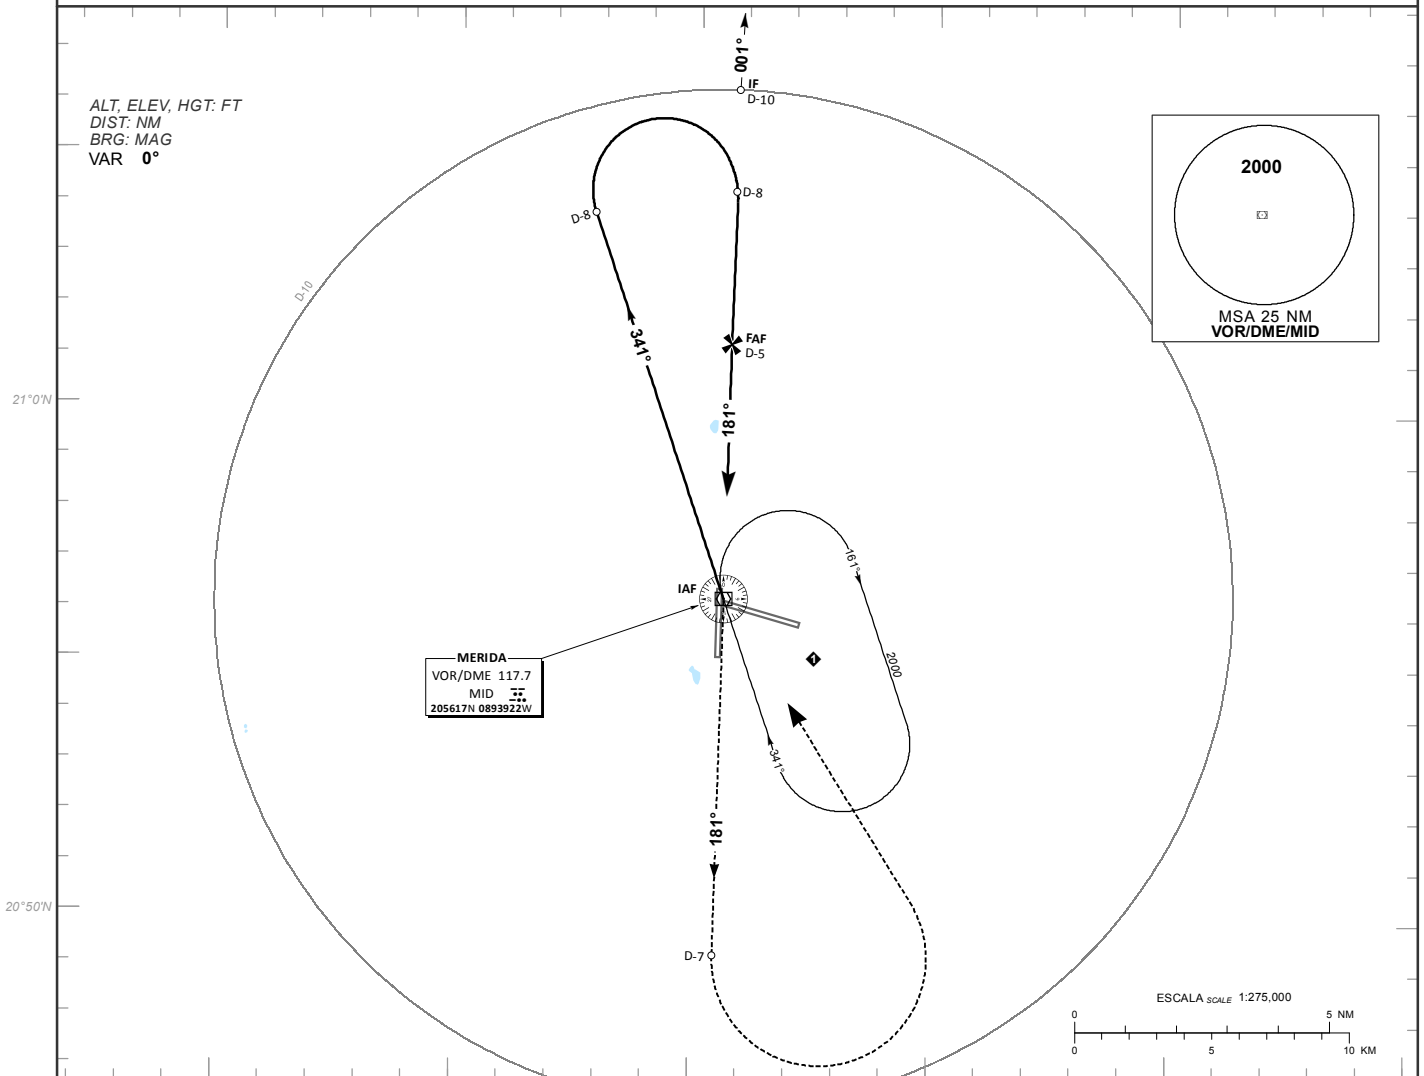 001°
IF
D-10
ALT, ELEV, HGT: FT
DIST: NM
BRG: MAG
VAR 0°
2000
MSA 25 NM
VOR/DME/MID
D-8
D-8
D-10
341°
FAF
D-5
21°0'N
181°
161°
IAF
MERIDA
VOR/DME 117.7
MID
205617N 0893922W
1
2000
341°
181°
20°50'N
D-7
ESCALA SCALE 1:275,000
0 5 NM
0 5 10 KM